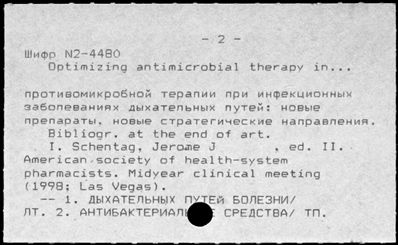 - 2 -
Шифр N2-4480
Optimizing antimicrobial therapy in...
противомикробной терапии при инфекционных
заболеваниях дыхательных путей: новые
препараты, новые стратегические направления.
Bibliogr. at the end of art.
I. Schentag, Jerome J , ed. II.
American society of health-system
pharmacists. Midyear clinical meeting
(1998; Las Vegas).
-- 1. ДЫХАТЕЛЬНЫХ ПУТЕЙ БОЛЕЗНИ/
ЛТ. 2. АНТИБАКТЕРИАЛЬ Е СРЕДСТВА/ ТП.